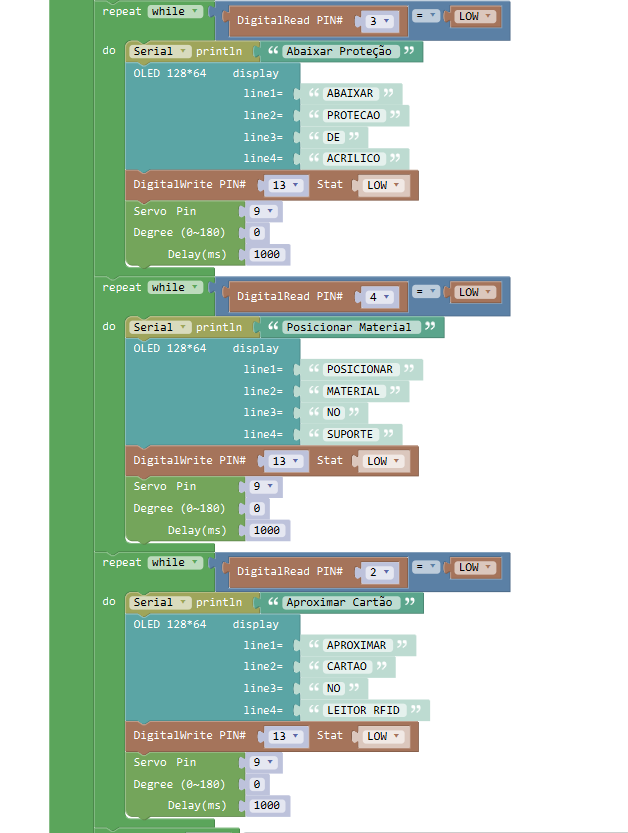 repeat while DigitalRead PIN# 3 = LOW
do Serial println “ Abaixar Proteção ”
OLED 128*64 display
line1= “ ABAIXAR ”
line2= “ PROTECAO ”
line3= “ DE ”
line4= “ ACRILICO ”
DigitalWrite PIN# 13 Stat LOW
Servo Pin 9
Degree (0~180) 0
Delay(ms) 1000
repeat while DigitalRead PIN# 4 = LOW
do Serial println “ Posicionar Material ”
OLED 128*64 display
line1= “ POSICIONAR ”
line2= “ MATERIAL ”
line3= “ NO ”
line4= “ SUPORTE ”
DigitalWrite PIN# 13 Stat LOW
Servo Pin 9
Degree (0~180) 0
Delay(ms) 1000
repeat while DigitalRead PIN# 2 = LOW
do Serial println “ Aproximar Cartão ”
OLED 128*64 display
line1= “ APROXIMAR ”
line2= “ CARTAO ”
line3= “ NO ”
line4= “ LEITOR RFID ”
DigitalWrite PIN# 13 Stat LOW
Servo Pin 9
Degree (0~180) 0
Delay(ms) 1000